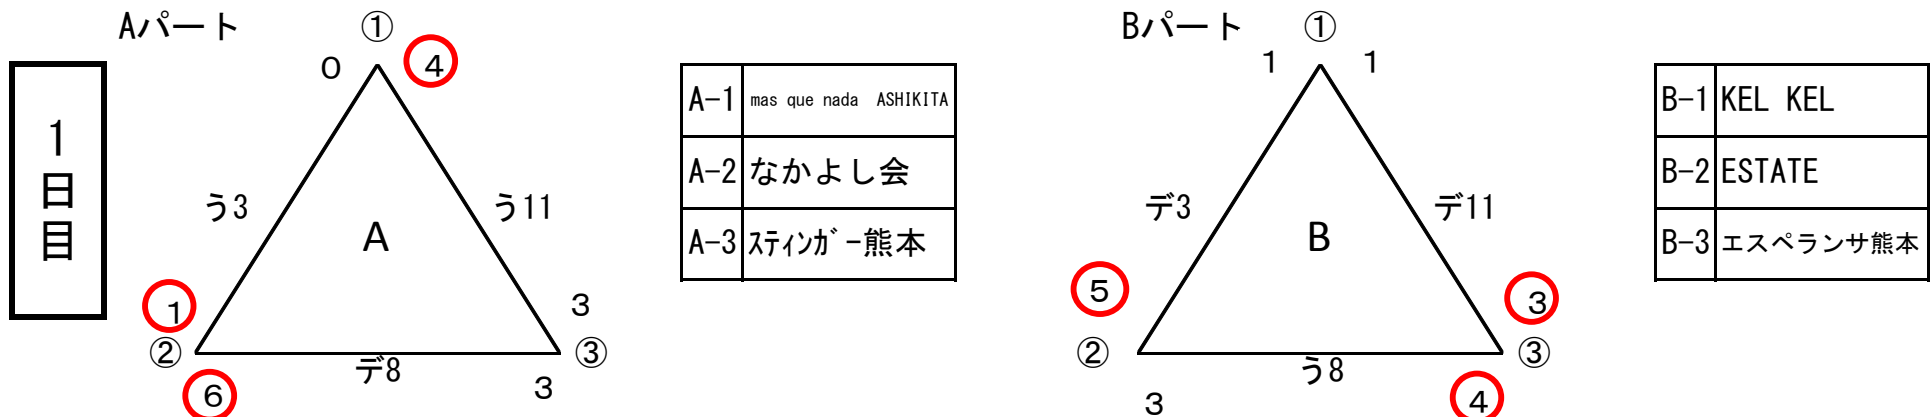 Aパート
①
0
4
1日目
う3
う11
A
1
3
②
③
デ8
6
3
A-1 mas que nada ASHIKITA
A-2 なかよし会
A-3 ｽﾃｨﾝｶﾞｰ熊本
Bパート
①
1
1
デ3
デ11
B
5
3
②
③
う8
3
4
B-1 KEL KEL
B-2 ESTATE
B-3 エスペランサ熊本